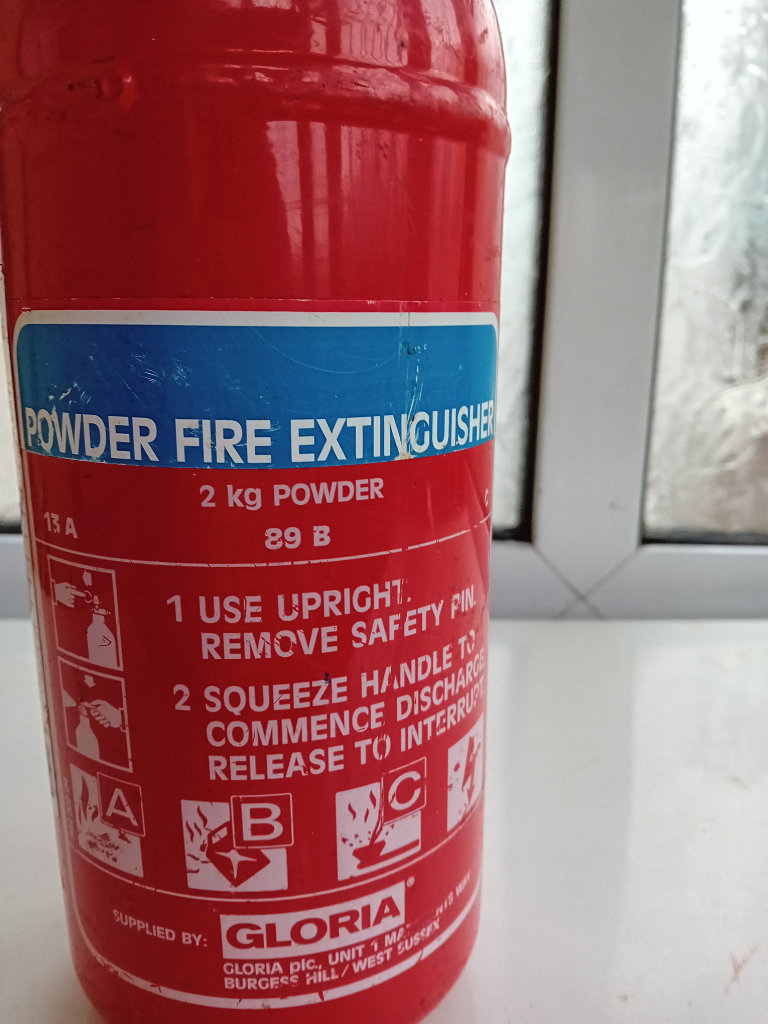 POWDER FIRE EXTINGUISHER
2 kg POWDER
13 A 89 B C
1 USE UPRIGHT.
REMOVE SAFETY PIN.
2 SQUEEZE HANDLE TO
COMMENCE DISCHARGE
RELEASE TO INTERRUPT.
A B C
SUPPLIED BY: GLORIA®
GLORIA plc., UNIT 1 WAY
BURGESS HILL / WEST SUSSEX